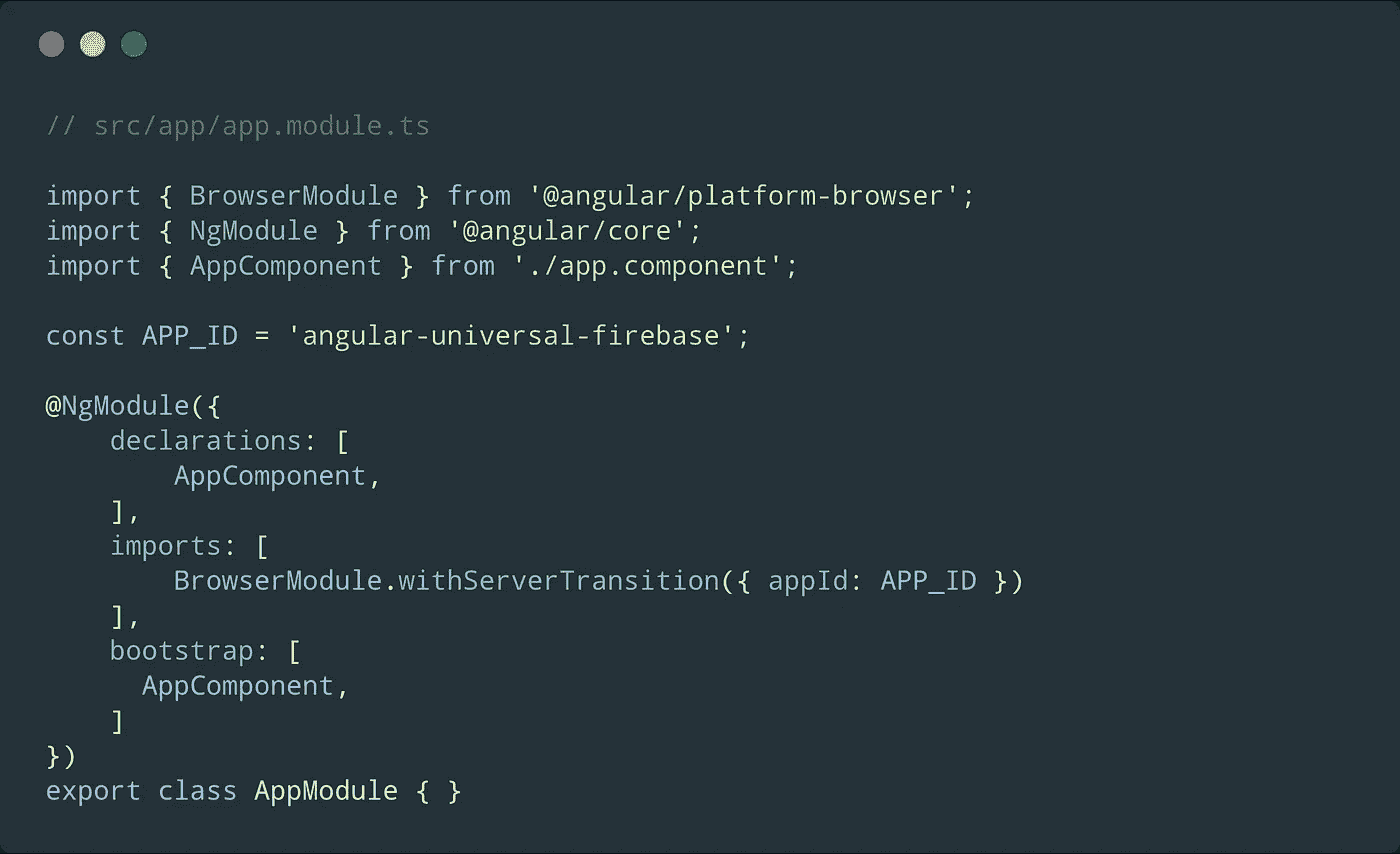 // src/app/app.module.ts
import { BrowserModule } from '@angular/platform-browser';
import { NgModule } from '@angular/core';
import { AppComponent } from './app.component';
const APP_ID = 'angular-universal-firebase';
@NgModule({
    declarations: [
        AppComponent,
    ],
    imports: [
        BrowserModule.withServerTransition({ appId: APP_ID })
    ],
    bootstrap: [
      AppComponent,
    ]
})
export class AppModule { }